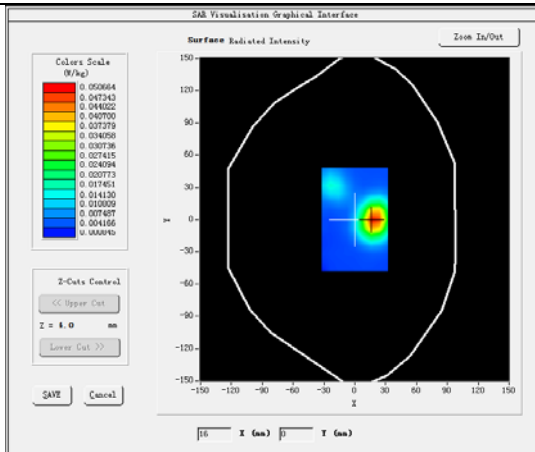 SAR Visualisation Graphical Interface
Surface Radiated Intensity
Zoom In/Out
Colors Scale
(W/kg)
0.050664
0.047343
0.044022
0.040700
0.037379
0.034058
0.030736
0.027415
0.024094
0.020773
0.017451
0.014130
0.010809
0.007487
0.004166
0.000845
Z-Cuts Control
<< Upper Cut
Z = 4.0 mm
Lower Cut >>
SAVE
Cancel
150
120
90
60
30
0
-30
-60
-90
-120
-150
Y
-150 -120 -90 -60 -30 0 30 60 90 120 150
X
16 X (mm) 0 Y (mm)